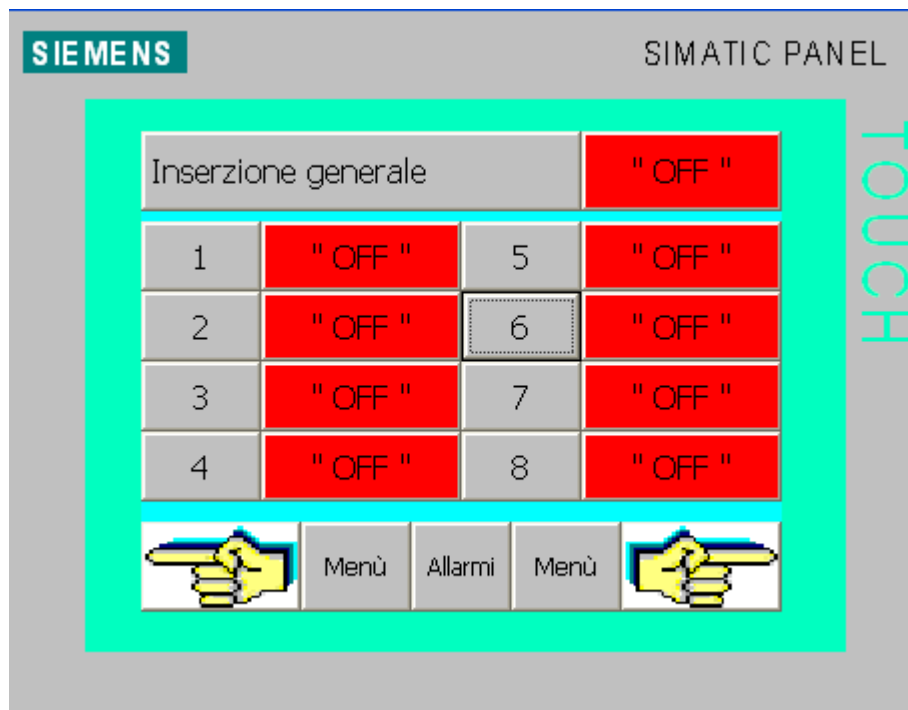 SIEMENS SIMATIC PANEL
TOUCH
Inserzione generale " OFF "
1 " OFF " 5 " OFF "
2 " OFF " 6 " OFF "
3 " OFF " 7 " OFF "
4 " OFF " 8 " OFF "
Menù Allarmi Menù